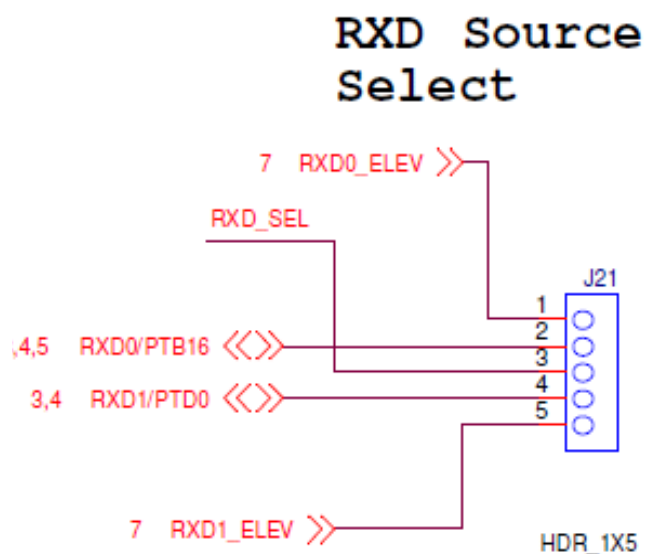 RXD Source
Select
7 RXD0_ELEV
RXD_SEL
J21
1
,4,5 RXD0/PTB16 2
3
3,4 RXD1/PTD0 4
5
7 RXD1_ELEV
HDR_1X5